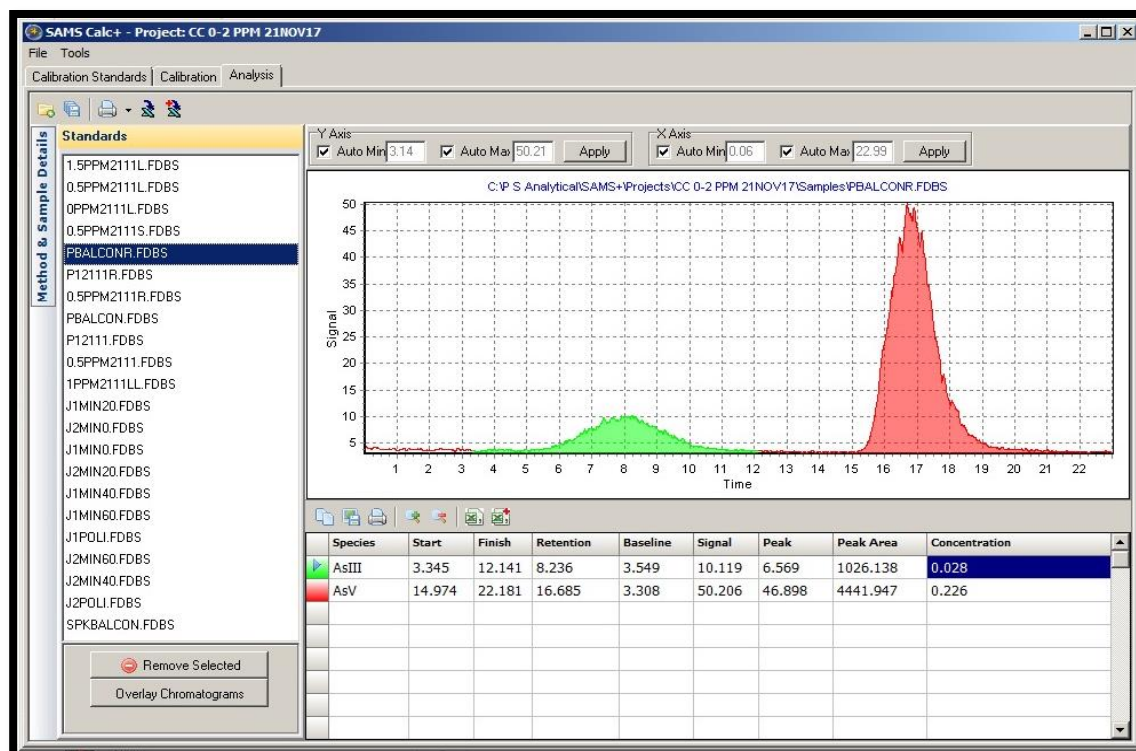 SAMS Calc+ - Project: CC 0-2 PPM 21NOV17
File Tools
Calibration Standards Calibration Analysis
Method & Sample Details
Standards
1.5PPM2111L.FDBS
0.5PPM2111L.FDBS
0PPM2111L.FDBS
0.5PPM2111S.FDBS
PBALCONR.FDBS
P12111R.FDBS
0.5PPM2111R.FDBS
PBALCON.FDBS
P12111.FDBS
0.5PPM2111.FDBS
1PPM2111LL.FDBS
J1MIN20.FDBS
J2MIN0.FDBS
J1MIN0.FDBS
J2MIN20.FDBS
J1MIN40.FDBS
J1MIN60.FDBS
J1POLI.FDBS
J2MIN60.FDBS
J2MIN40.FDBS
J2POLI.FDBS
SPKBALCON.FDBS
Remove Selected
Overlay Chromatograms
Y Axis
Auto Min 3.14 Auto Max 50.21 Apply
X Axis
Auto Min 0.06 Auto Max 22.99 Apply
C:\P S Analytical\SAMS+\Projects\CC 0-2 PPM 21NOV17\Samples\PBALCONR.FDBS
Signal
50
45
40
35
30
25
20
15
10
5
1 2 3 4 5 6 7 8 9 10 11 12 13 14 15 16 17 18 19 20 21 22
Time
Species Start Finish Retention Baseline Signal Peak Peak Area Concentration
AsIII 3.345 12.141 8.236 3.549 10.119 6.569 1026.138 0.028
AsV 14.974 22.181 16.685 3.308 50.206 46.898 4441.947 0.226